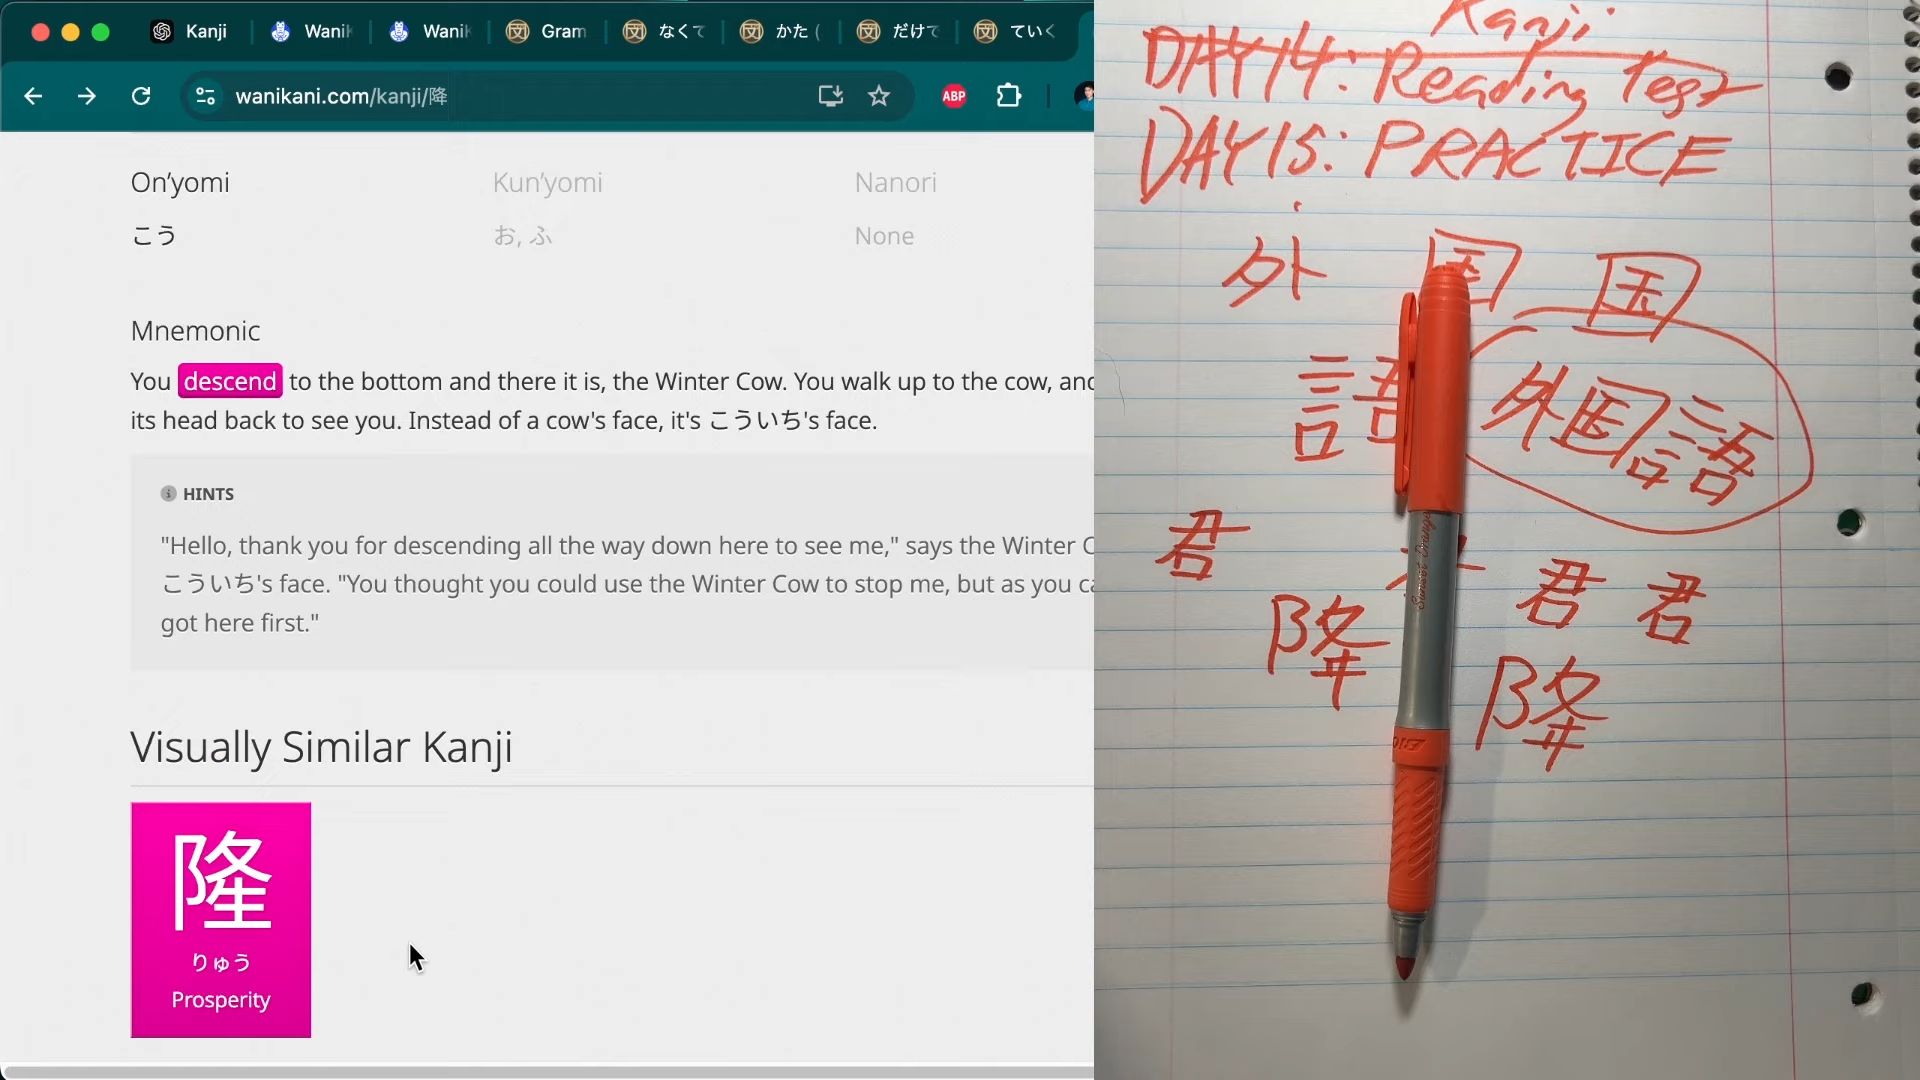 Kanji
Wanik
Wanik
Gram
なくて
かた (
だけで
ていく
wanikani.com/kanji/降
ABP
On'yomi
Kun'yomi
Nanori
こう
お, ふ
None
Mnemonic
You descend to the bottom and there it is, the Winter Cow. You walk up to the cow, and
its head back to see you. Instead of a cow's face, it's こういち's face.
HINTS
"Hello, thank you for descending all the way down here to see me," says the Winter C
こういち's face. "You thought you could use the Winter Cow to stop me, but as you ca
got here first."
Visually Similar Kanji
隆
りゅう
Prosperity
Kanji
DAY 14: Reading Test
DAY 15: PRACTICE
外 国 国
語 外国語
君 君 君
降 降
Sunset Orange